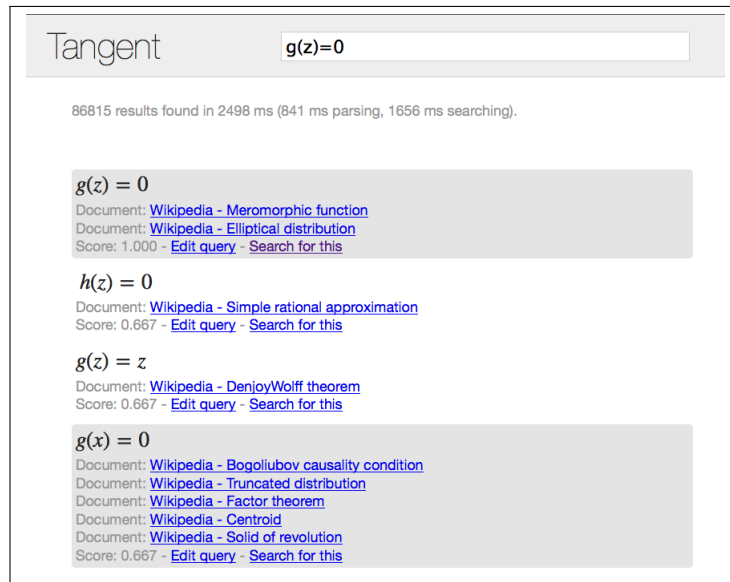 Tangent
g(z)=0
86815 results found in 2498 ms (841 ms parsing, 1656 ms searching).
g(z) = 0
Document: Wikipedia - Meromorphic function
Document: Wikipedia - Elliptical distribution
Score: 1.000 - Edit query - Search for this
h(z) = 0
Document: Wikipedia - Simple rational approximation
Score: 0.667 - Edit query - Search for this
g(z) = z
Document: Wikipedia - DenjoyWolff theorem
Score: 0.667 - Edit query - Search for this
g(x) = 0
Document: Wikipedia - Bogoliubov causality condition
Document: Wikipedia - Truncated distribution
Document: Wikipedia - Factor theorem
Document: Wikipedia - Centroid
Document: Wikipedia - Solid of revolution
Score: 0.667 - Edit query - Search for this